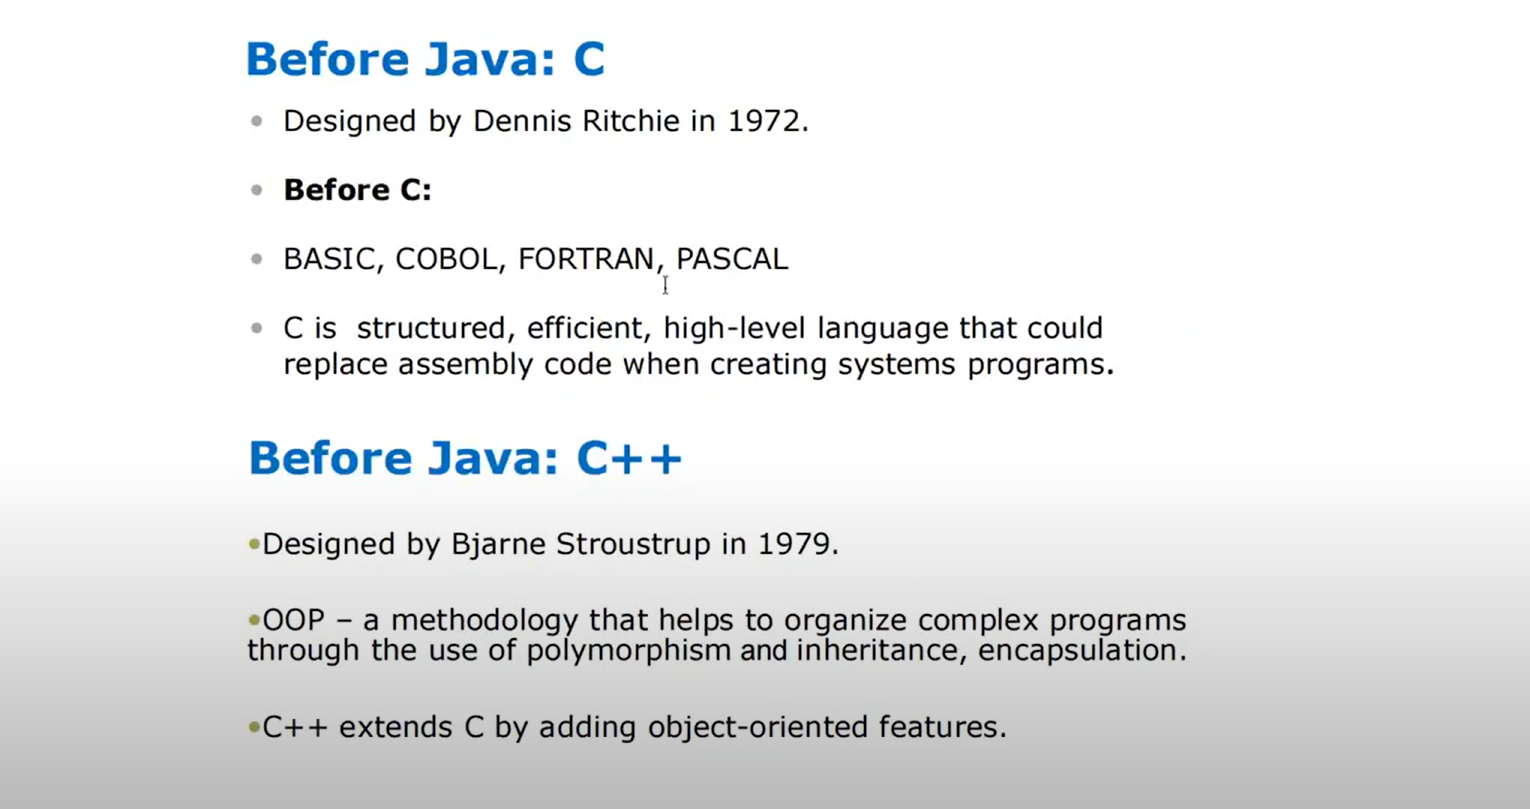 Before Java: C
• Designed by Dennis Ritchie in 1972.
• Before C:
• BASIC, COBOL, FORTRAN, PASCAL
• C is  structured, efficient, high-level language that could
replace assembly code when creating systems programs.
Before Java: C++
•Designed by Bjarne Stroustrup in 1979.
•OOP – a methodology that helps to organize complex programs
through the use of polymorphism and inheritance, encapsulation.
•C++ extends C by adding object-oriented features.